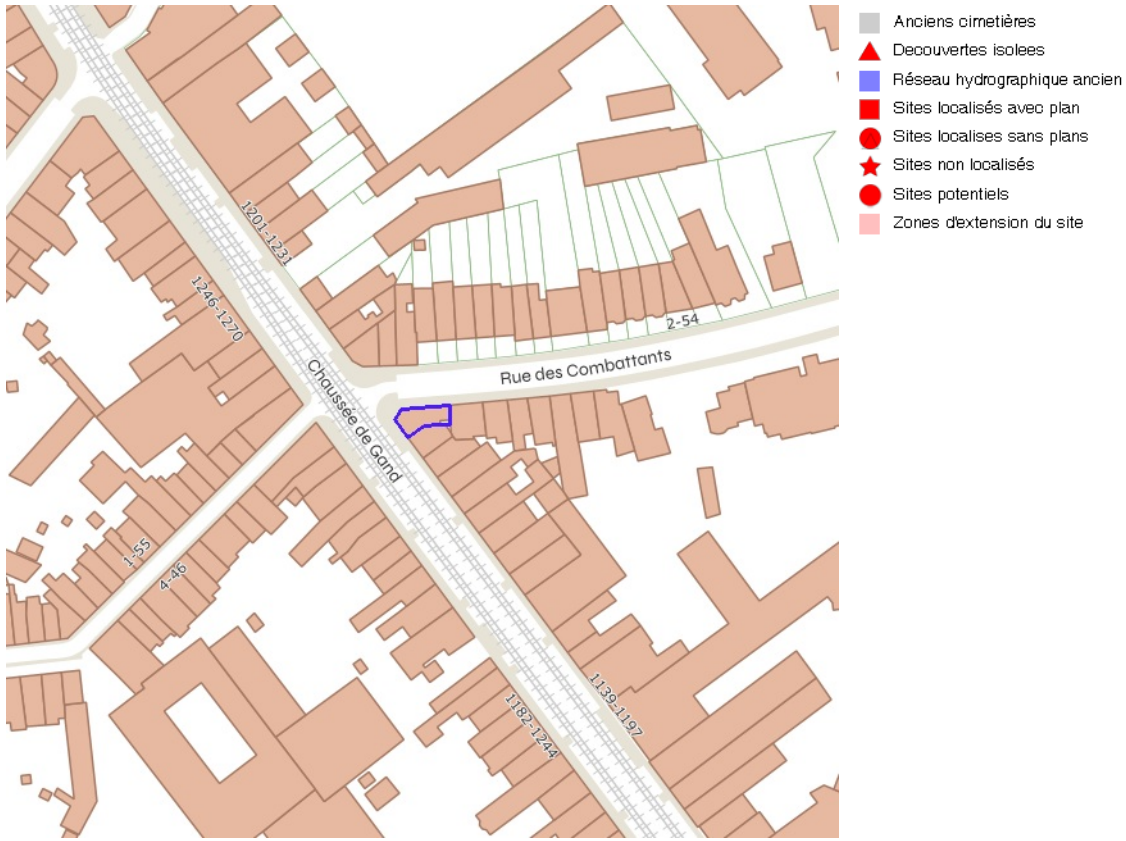 1201-1231
1246-1270
2-54
Rue des Combattants
Chaussée de Gand
1-55
4-46
1139-1197
1182-1244
Anciens cimetières
Decouvertes isolees
Réseau hydrographique ancien
Sites localisés avec plan
Sites localises sans plans
Sites non localisés
Sites potentiels
Zones d'extension du site